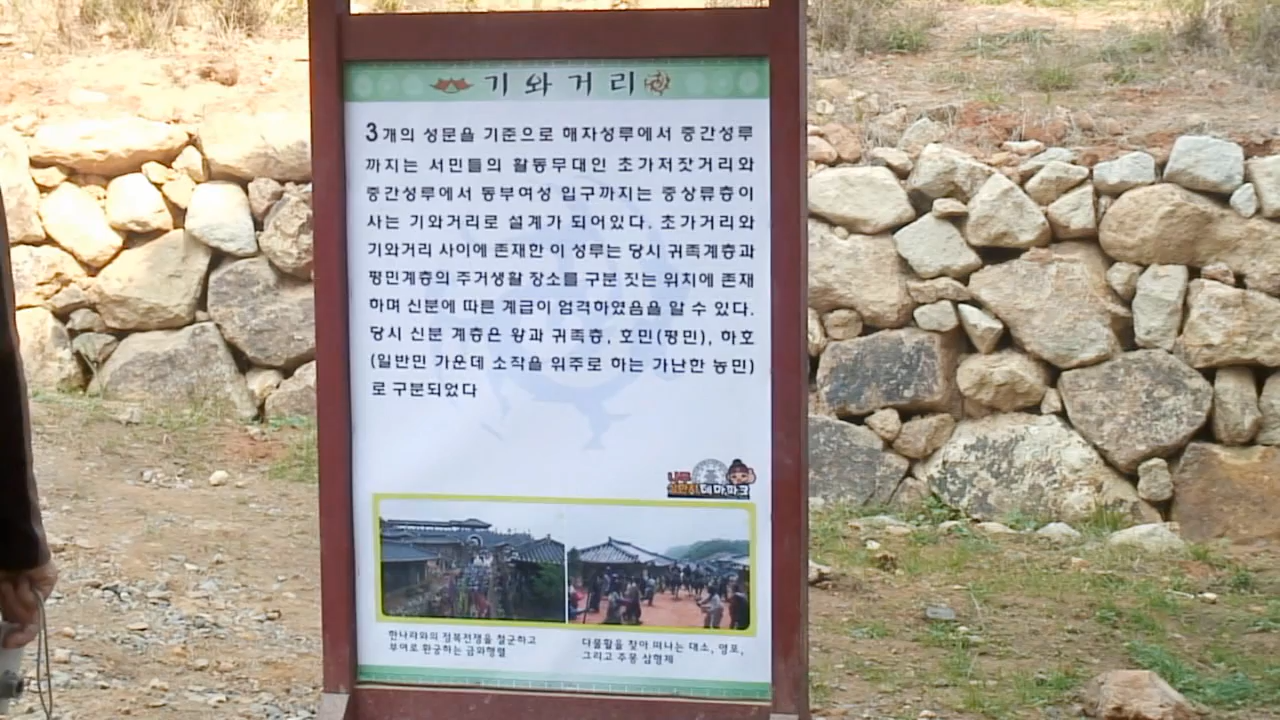 기와거리
3개의 성문을 기준으로 해자성루에서 중간성루
까지는 서민들의 활동무대인 초가저잣거리와
중간성루에서 동부여성 입구까지는 중상류층이
사는 기와거리로 설계가 되어있다. 초가거리와
기와거리 사이에 존재한 이 성루는 당시 귀족계층과
평민계층의 주거생활 장소를 구분 짓는 위치에 존재
하며 신분에 따른 계급이 엄격하였음을 알 수 있다.
당시 신분 계층은 왕과 귀족층, 호민(평민), 하호
(일반민 가운데 소작을 위주로 하는 가난한 농민)
로 구분되었다
나주
삼한지 테마파크
한나라와의 정복전쟁을 철군하고
부여로 환궁하는 금와행렬
다물활을 찾아 떠나는 대소, 영포,
그리고 주몽 삼형제